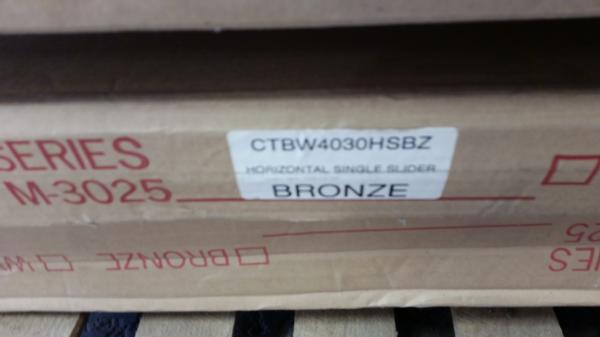 SERIES
M-3025
CTBW4030HSBZ
HORIZONTAL SINGLE SLIDER
BRONZE
BRONZE